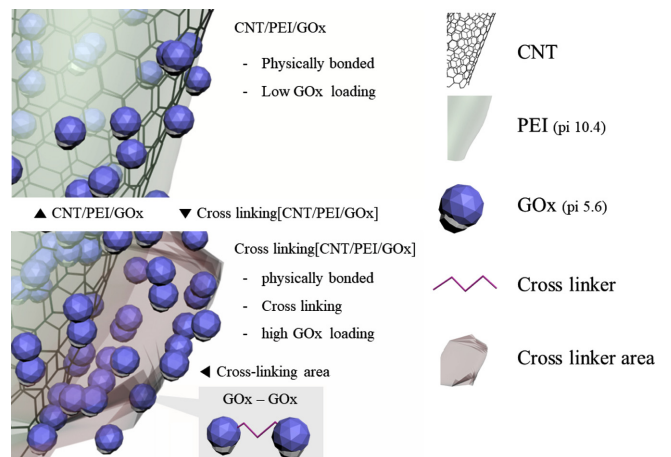 CNT/PEI/GOx
- Physically bonded
- Low GOx loading
▲ CNT/PEI/GOx ▼ Cross linking[CNT/PEI/GOx]
Cross linking[CNT/PEI/GOx]
- physically bonded
- Cross linking
- high GOx loading
◀ Cross-linking area
GOx – GOx
CNT
PEI (pi 10.4)
GOx (pi 5.6)
Cross linker
Cross linker area